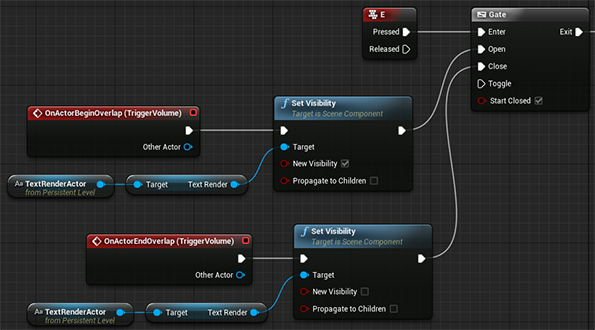 E
Pressed
Released
Gate
Enter Exit
Open
Close
Toggle
Start Closed
OnActorBeginOverlap (TriggerVolume)
Other Actor
Set Visibility
Target is Scene Component
Target
New Visibility
Propagate to Children
TextRenderActor
from Persistent Level
Target Text Render
OnActorEndOverlap (TriggerVolume)
Other Actor
Set Visibility
Target is Scene Component
Target
New Visibility
Propagate to Children
TextRenderActor
from Persistent Level
Target Text Render